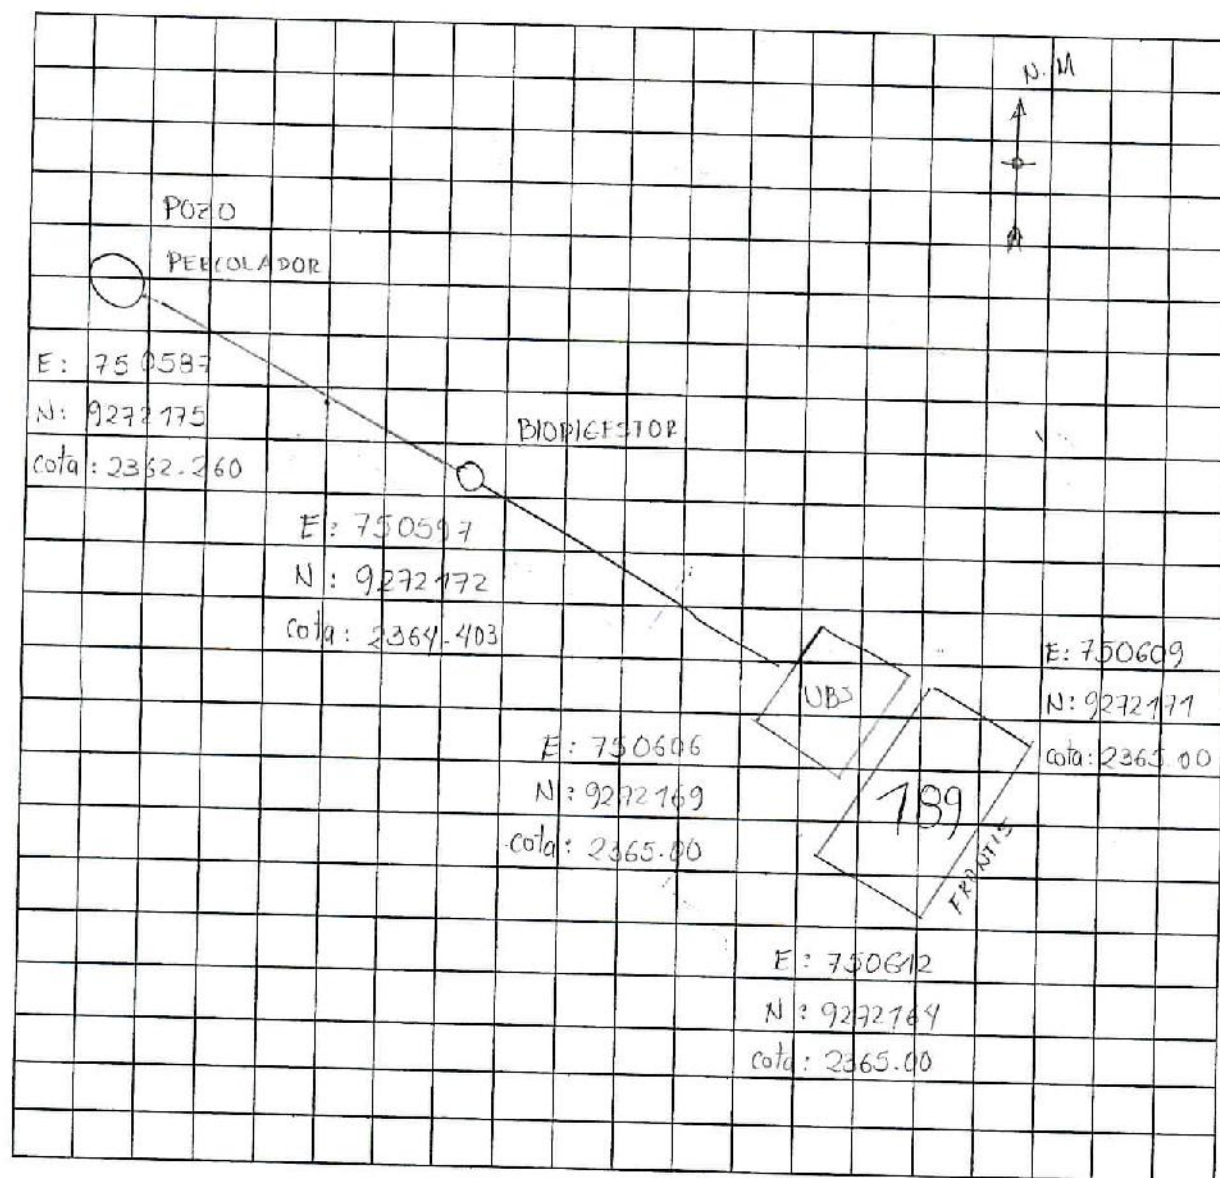 N.M
POZO
PERCOLADOR
E: 750587
N: 9272175
cota: 2362.260
BIODIGESTOR
E: 750597
N: 9272172
cota: 2364.403
UBS
E: 750609
N: 9272171
cota: 2365.00
E: 750606
N: 9272169
cota: 2365.00
189
FRONTIS
E: 750612
N: 9272164
cota: 2365.00